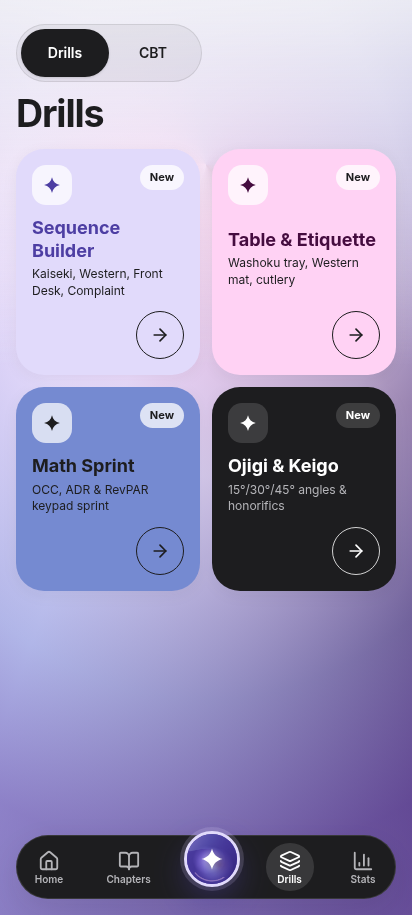 Drills
CBT
Drills
New
Sequence
Builder
Kaiseki, Western, Front
Desk, Complaint
New
Table & Etiquette
Washoku tray, Western
mat, cutlery
New
Math Sprint
OCC, ADR & RevPAR
keypad sprint
New
Ojigi & Keigo
15°/30°/45° angles &
honorifics
Home
Chapters
Drills
Stats